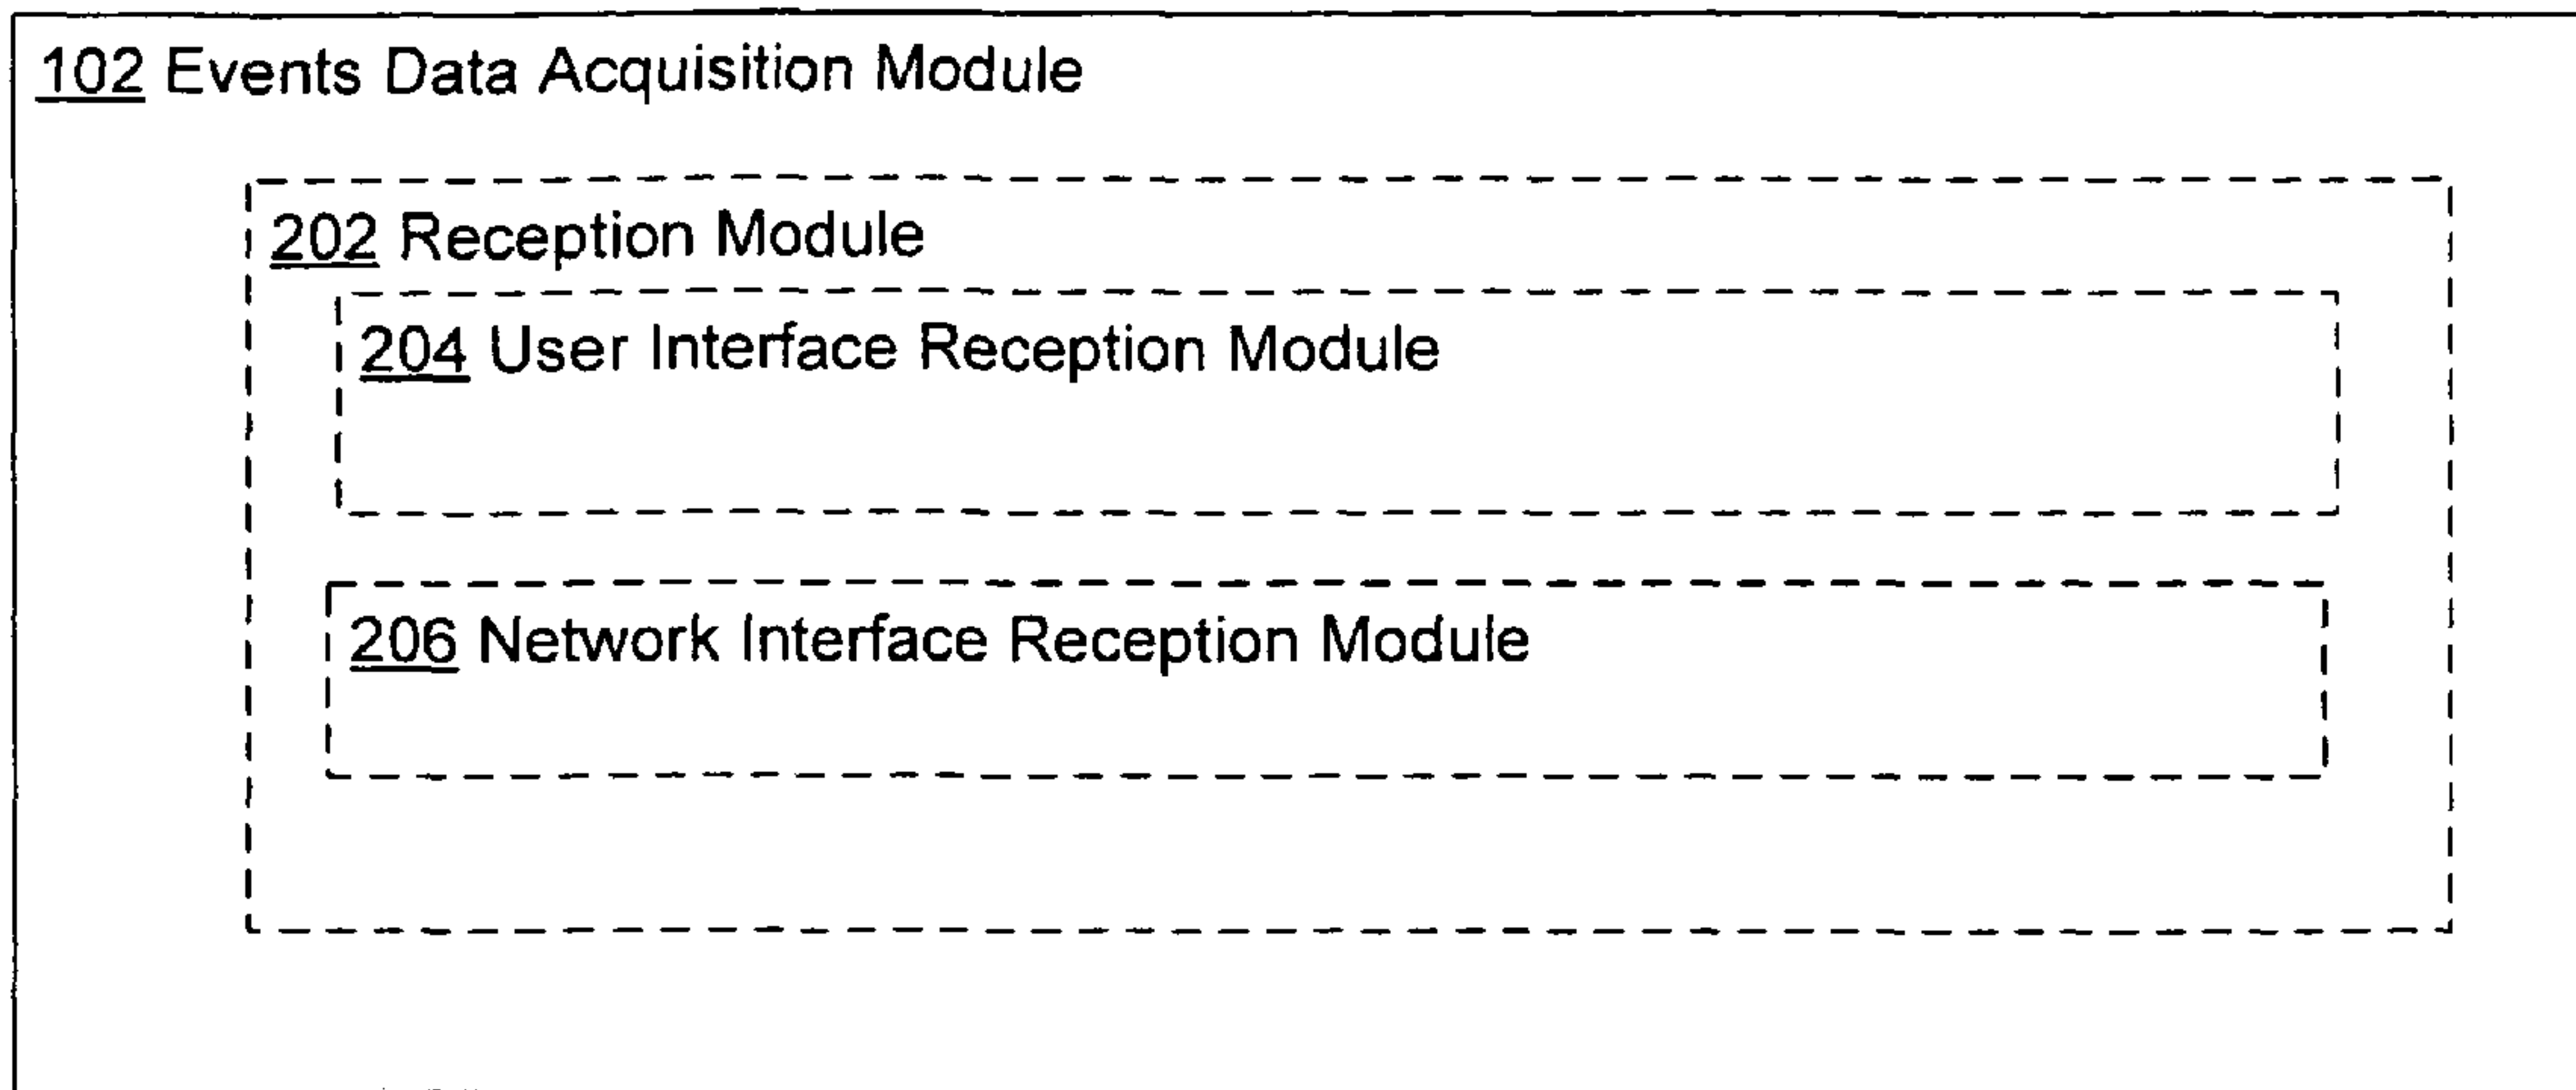 102 Events Data Acquisition Module
202 Reception Module
204 User Interface Reception Module
206 Network Interface Reception Module